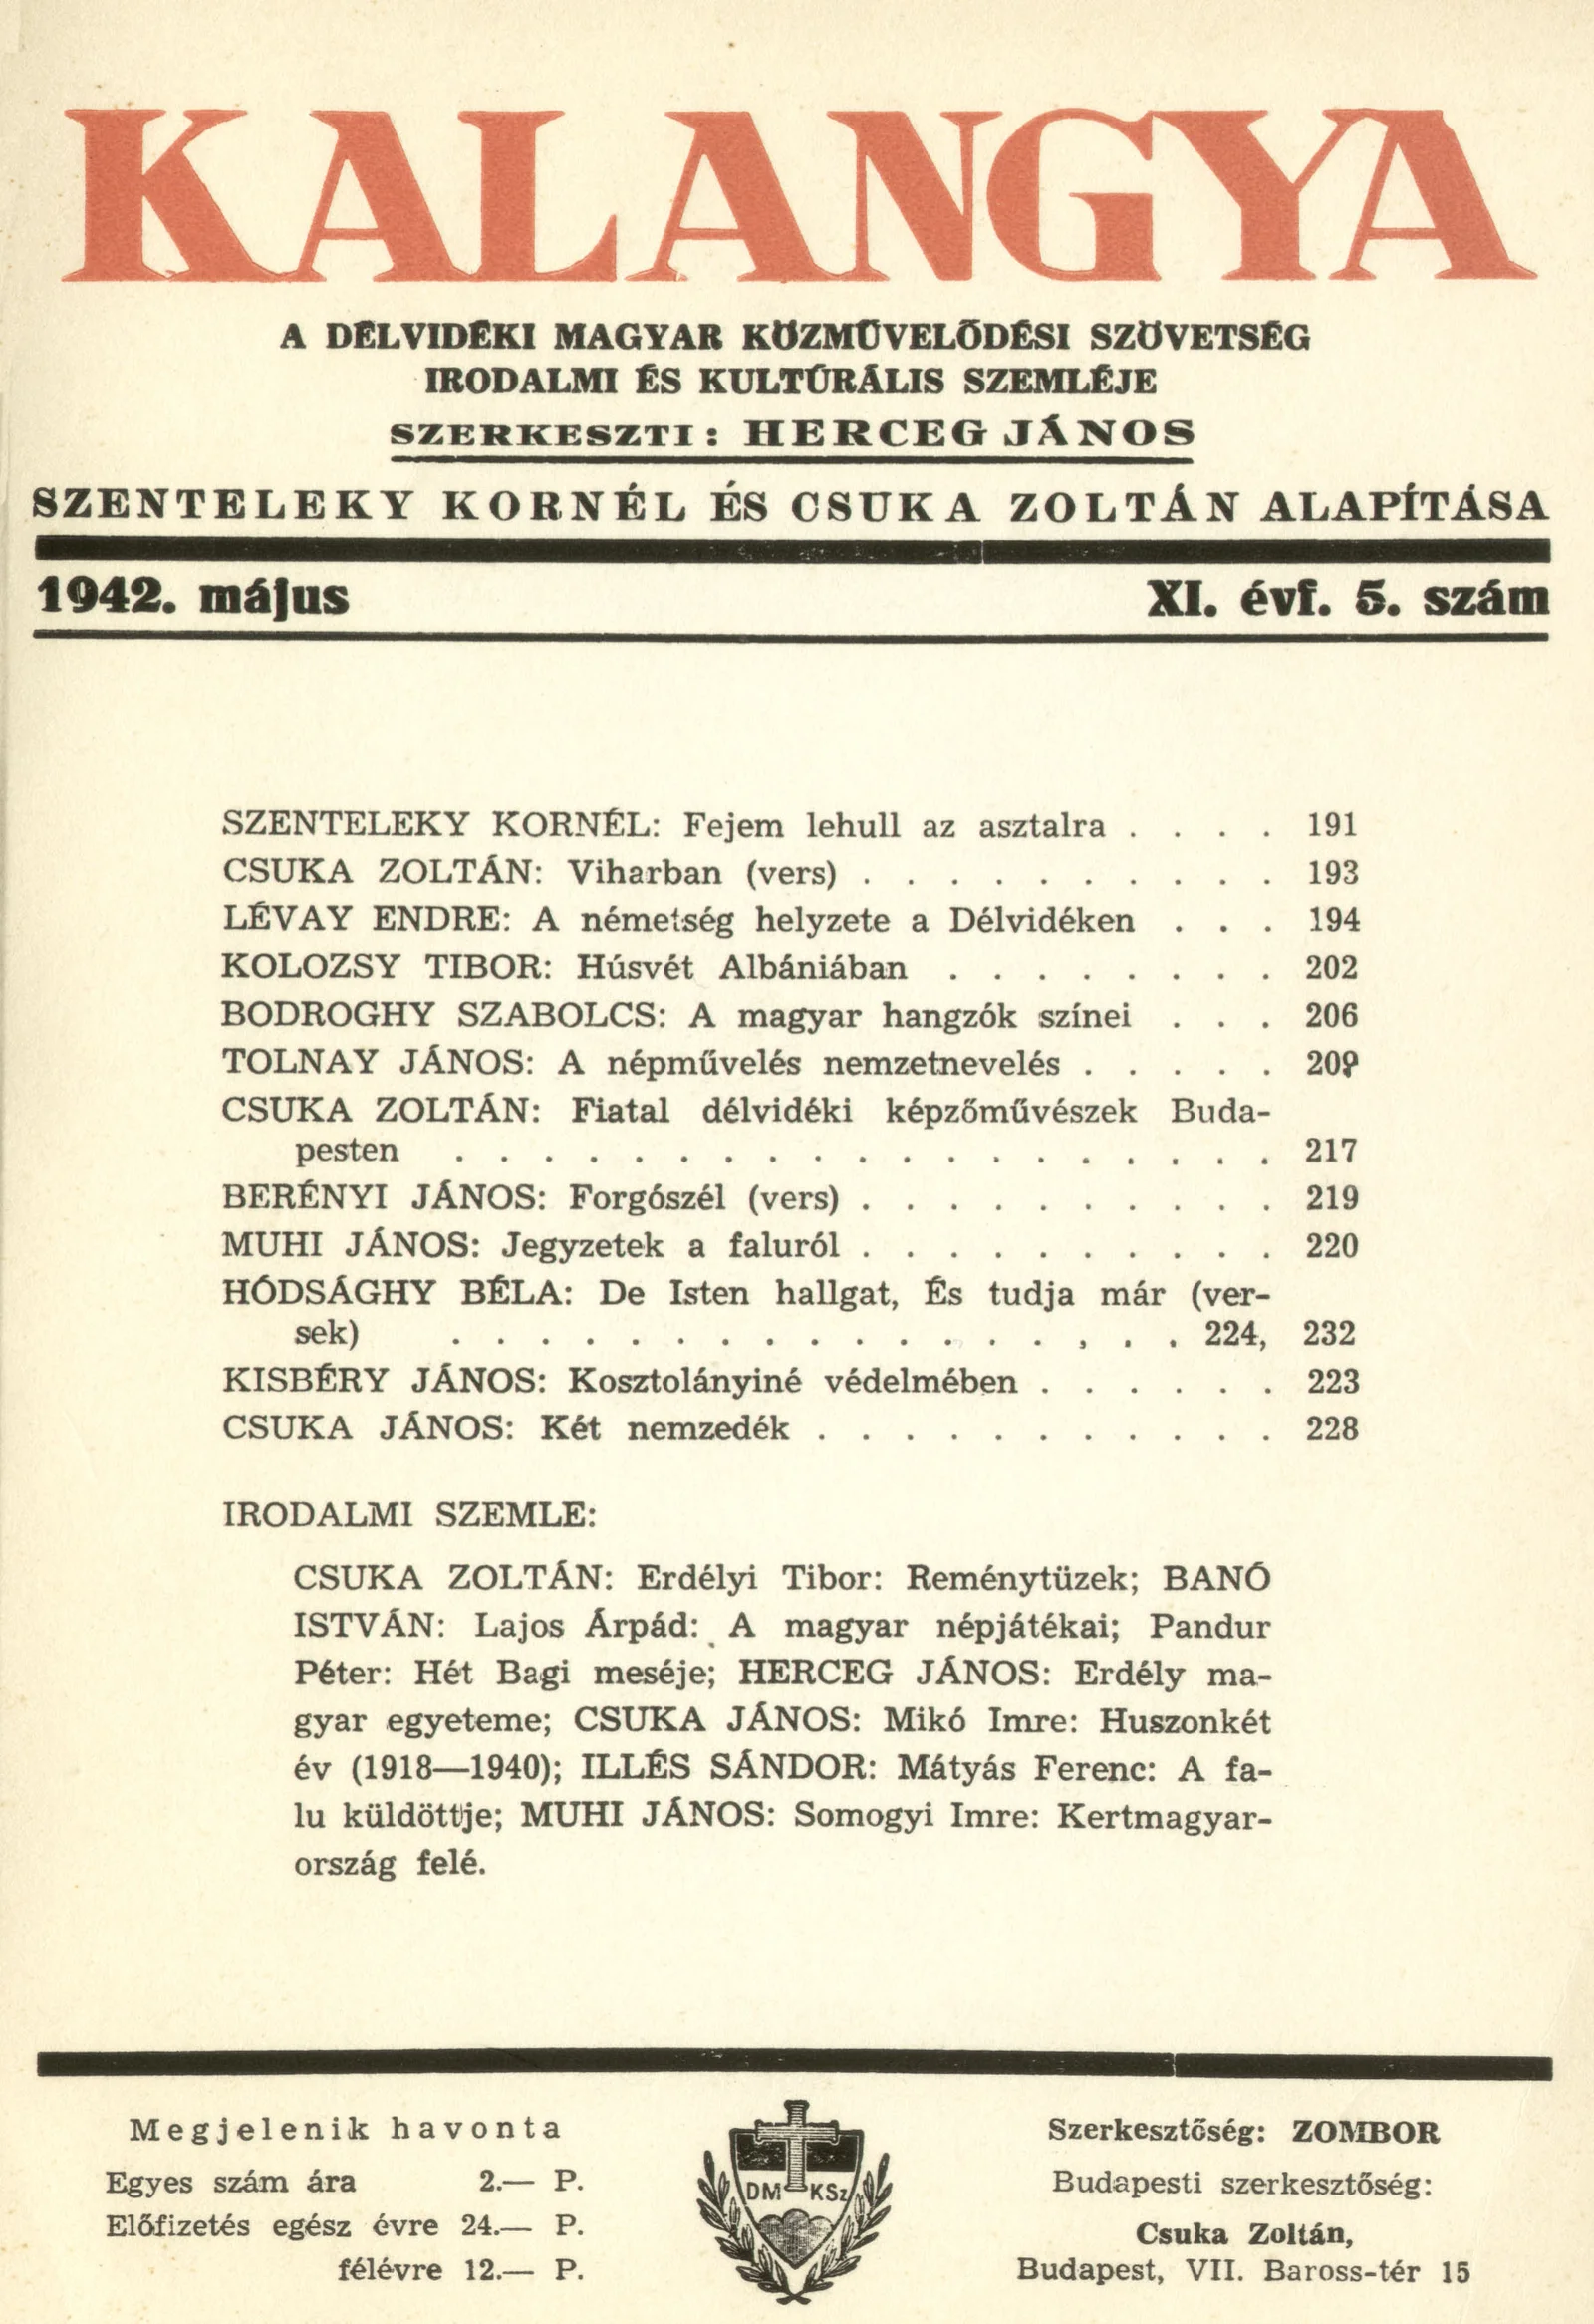 KALANGYA
A DÉLVIDÉKI MAGYAR KÖZMŰVELŐDÉSI SZÖVETSÉG
IRODALMI ÉS KULTÚRÁLIS SZEMLÉJE
SZERKESZTI: HERCEG JÁNOS
SZENTELEKY KORNÉL ÉS CSUKA ZOLTÁN ALAPÍTÁSA
1942. május XI. évf. 5. szám
SZENTELEKY KORNÉL: Fejem lehull az asztalra . . . . 191
CSUKA ZOLTÁN: Viharban (vers) . . . . . . . . . . 193
LÉVAY ENDRE: A németség helyzete a Délvidéken . . . 194
KOLOZSY TIBOR: Húsvét Albániában . . . . . . . . 202
BODROGHY SZABOLCS: A magyar hangzók színei . . . 206
TOLNAY JÁNOS: A népművelés nemzetnevelés . . . . . 209
CSUKA ZOLTÁN: Fiatal délvidéki képzőművészek Buda-
pesten . . . . . . . . . . . . . . . . . . . 217
BERÉNYI JÁNOS: Forgószél (vers) . . . . . . . . . . 219
MUHI JÁNOS: Jegyzetek a faluról . . . . . . . . . . 220
HÓDSÁGHY BÉLA: De Isten hallgat, És tudja már (ver-
sek) . . . . . . . . . . . . . . , . . 224, 232
KISBÉRY JÁNOS: Kosztolányiné védelmében . . . . . . 223
CSUKA JÁNOS: Két nemzedék . . . . . . . . . . . 228
IRODALMI SZEMLE:
CSUKA ZOLTÁN: Erdélyi Tibor: Reménytüzek; BANÓ
ISTVÁN: Lajos Árpád: A magyar népjátékai; Pandur
Péter: Hét Bagi meséje; HERCEG JÁNOS: Erdély ma-
gyar egyeteme; CSUKA JÁNOS: Mikó Imre: Huszonkét
év (1918—1940); ILLÉS SÁNDOR: Mátyás Ferenc: A fa-
lu küldöttje; MUHI JÁNOS: Somogyi Imre: Kertmagyar-
ország felé.
Megjelenik havonta
Egyes szám ára 2.— P.
Előfizetés egész évre 24.— P.
félévre 12.— P.
DM KSz
Szerkesztőség: ZOMBOR
Budapesti szerkesztőség:
Csuka Zoltán,
Budapest, VII. Baross-tér 15